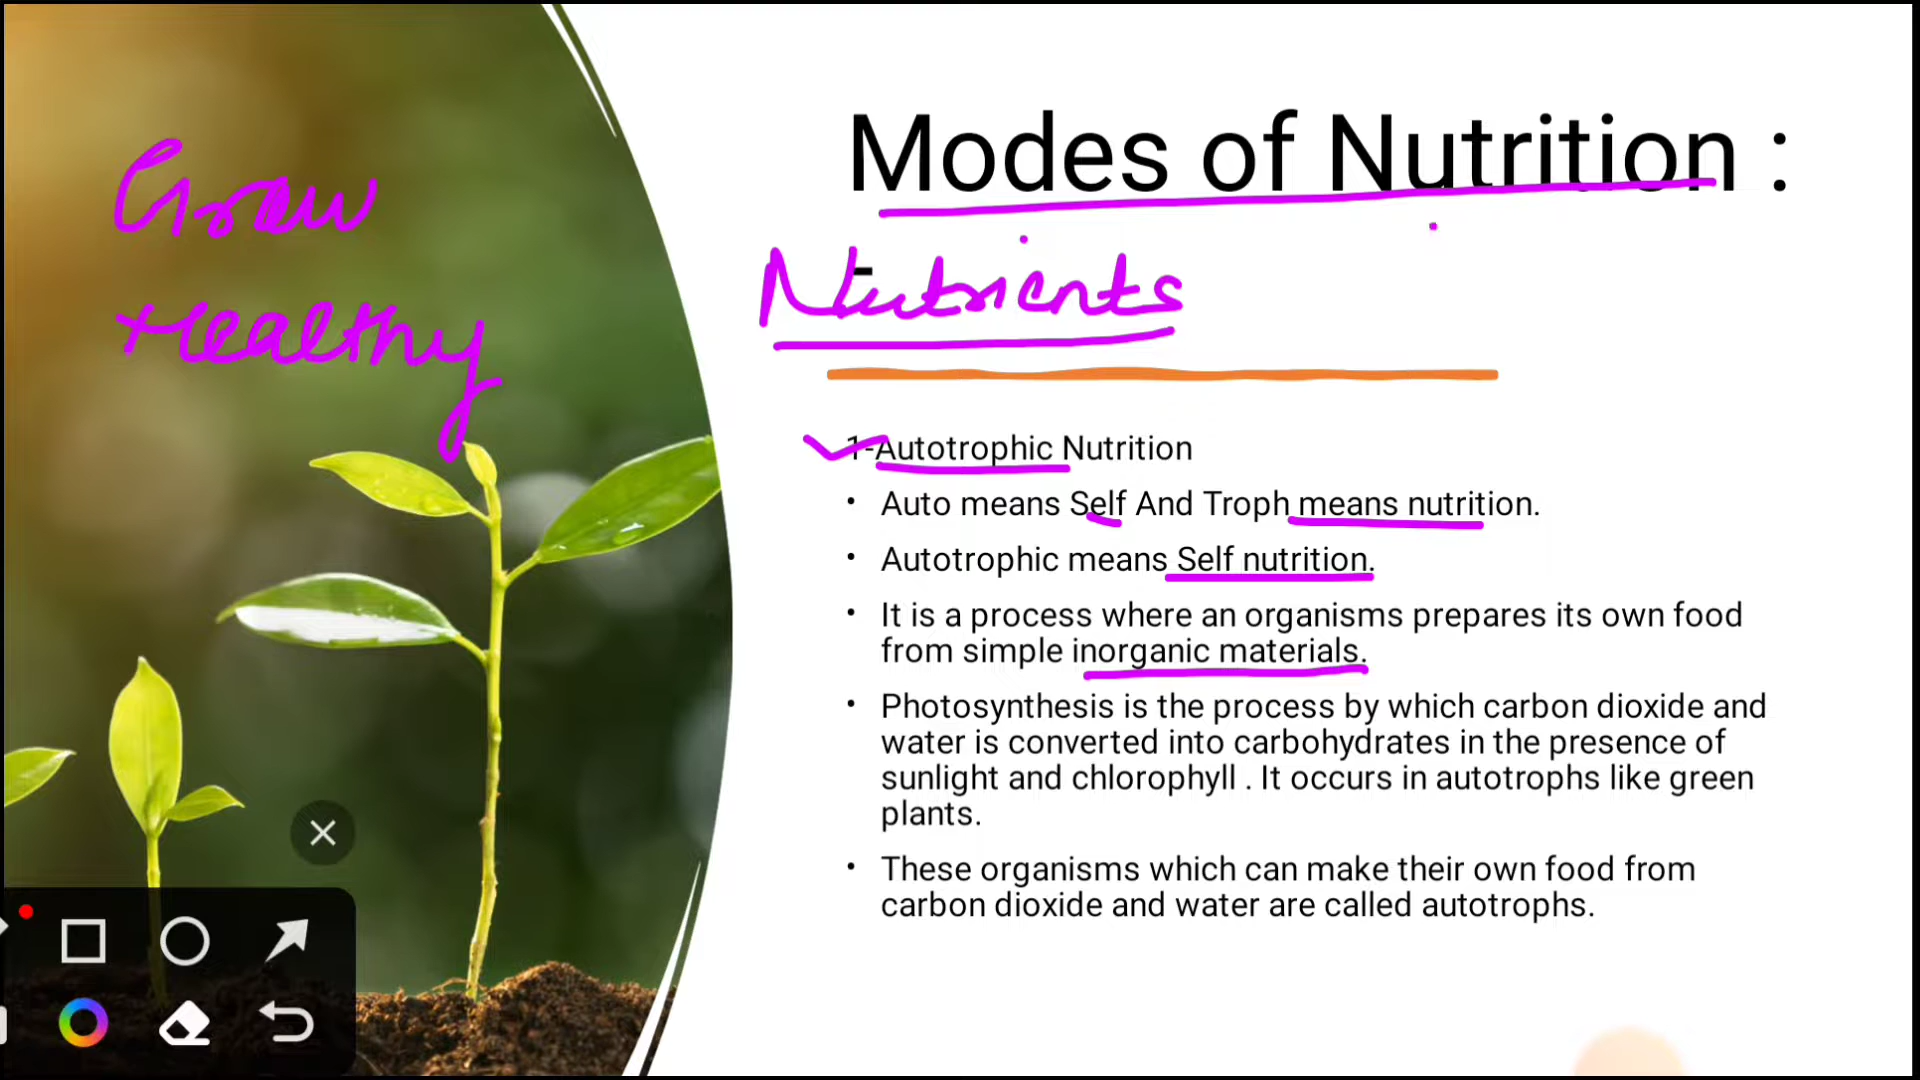 Grow
Healthy
Modes of Nutrition :
-
Nutrients
1-Autotrophic Nutrition
• Auto means Self And Troph means nutrition.
• Autotrophic means Self nutrition.
• It is a process where an organisms prepares its own food
from simple inorganic materials.
• Photosynthesis is the process by which carbon dioxide and
water is converted into carbohydrates in the presence of
sunlight and chlorophyll . It occurs in autotrophs like green
plants.
• These organisms which can make their own food from
carbon dioxide and water are called autotrophs.